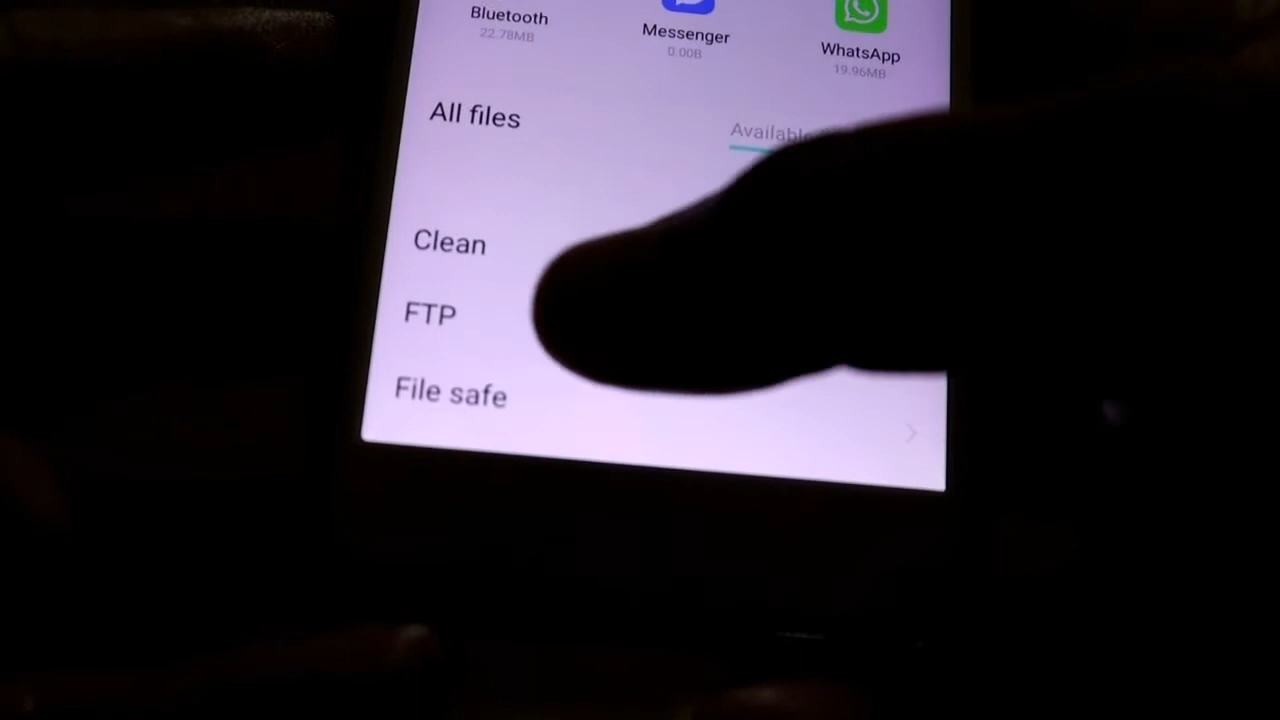 Bluetooth
22.78MB
Messenger
0.00B
WhatsApp
19.96MB
All files
Available
Clean
FTP
File safe